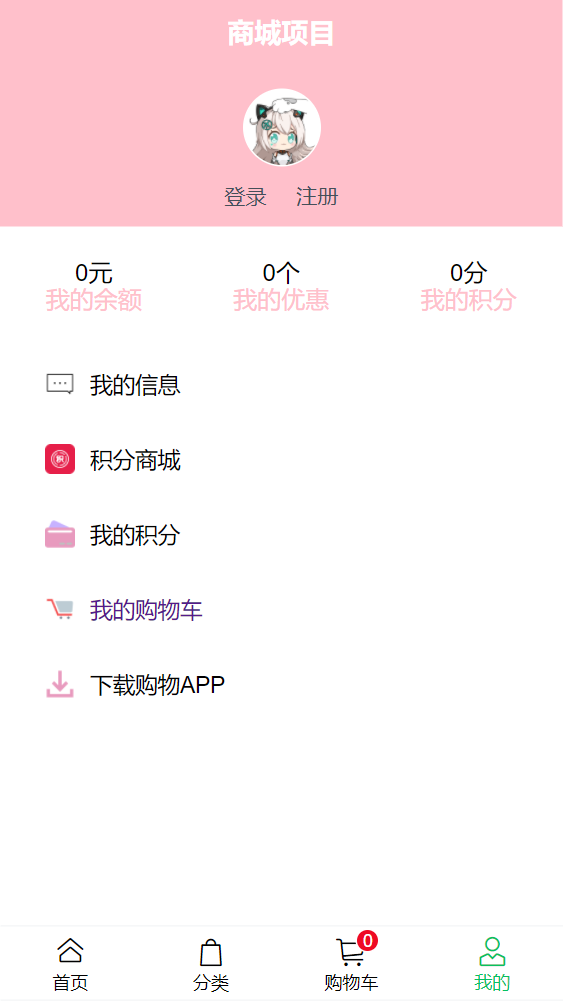 商城项目
登录 注册
0元 0个 0分
我的余额 我的优惠 我的积分
我的信息
积
积分商城
我的积分
我的购物车
下载购物APP
0
首页 分类 购物车 我的